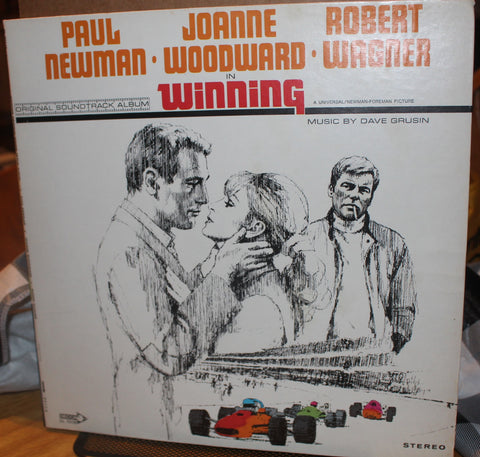 PAUL NEWMAN · JOANNE WOODWARD · ROBERT WAGNER
IN
winning
ORIGINAL SOUNDTRACK ALBUM
A UNIVERSAL/NEWMAN-FOREMAN PICTURE
MUSIC BY DAVE GRUSIN
STEREO